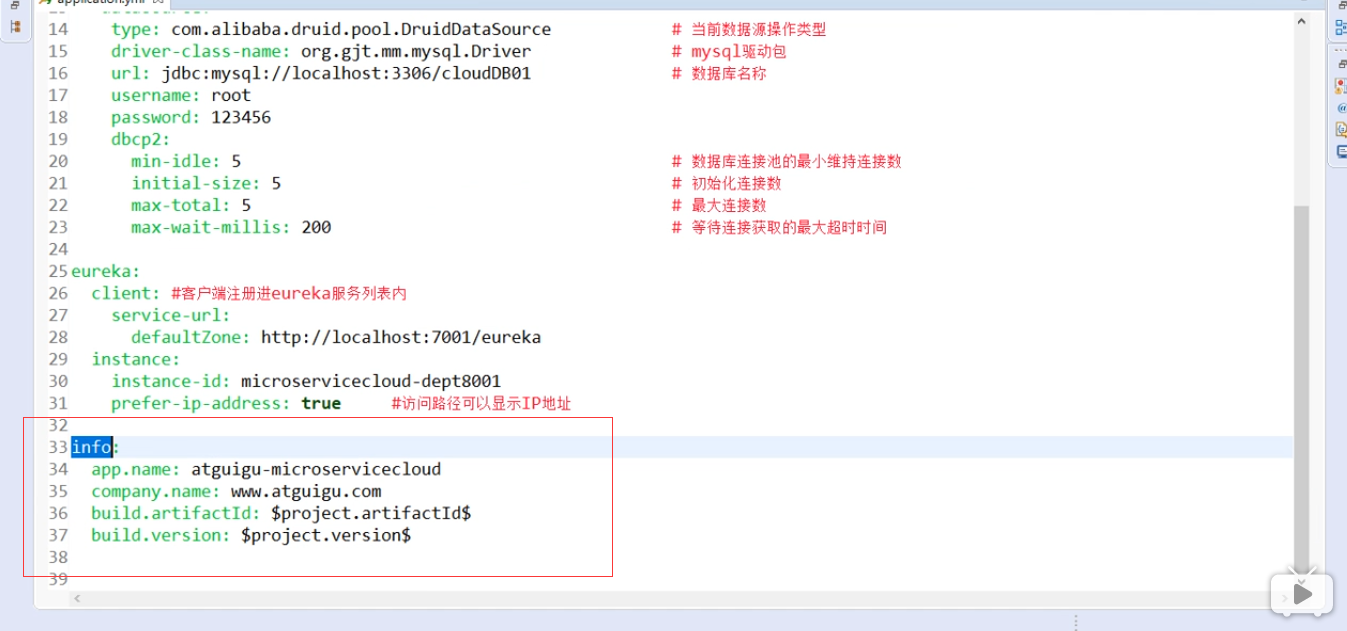 application.yml
datasource:
14 type: com.alibaba.druid.pool.DruidDataSource # 当前数据源操作类型
15 driver-class-name: org.gjt.mm.mysql.Driver # mysql驱动包
16 url: jdbc:mysql://localhost:3306/cloudDB01 # 数据库名称
17 username: root
18 password: 123456
19 dbcp2:
20 min-idle: 5 # 数据库连接池的最小维持连接数
21 initial-size: 5 # 初始化连接数
22 max-total: 5 # 最大连接数
23 max-wait-millis: 200 # 等待连接获取的最大超时时间
24
25 eureka:
26 client: #客户端注册进eureka服务列表内
27 service-url:
28 defaultZone: http://localhost:7001/eureka
29 instance:
30 instance-id: microservicecloud-dept8001
31 prefer-ip-address: true #访问路径可以显示IP地址
32
33 info:
34 app.name: atguigu-microservicecloud
35 company.name: www.atguigu.com
36 build.artifactId: $project.artifactId$
37 build.version: $project.version$
38
39